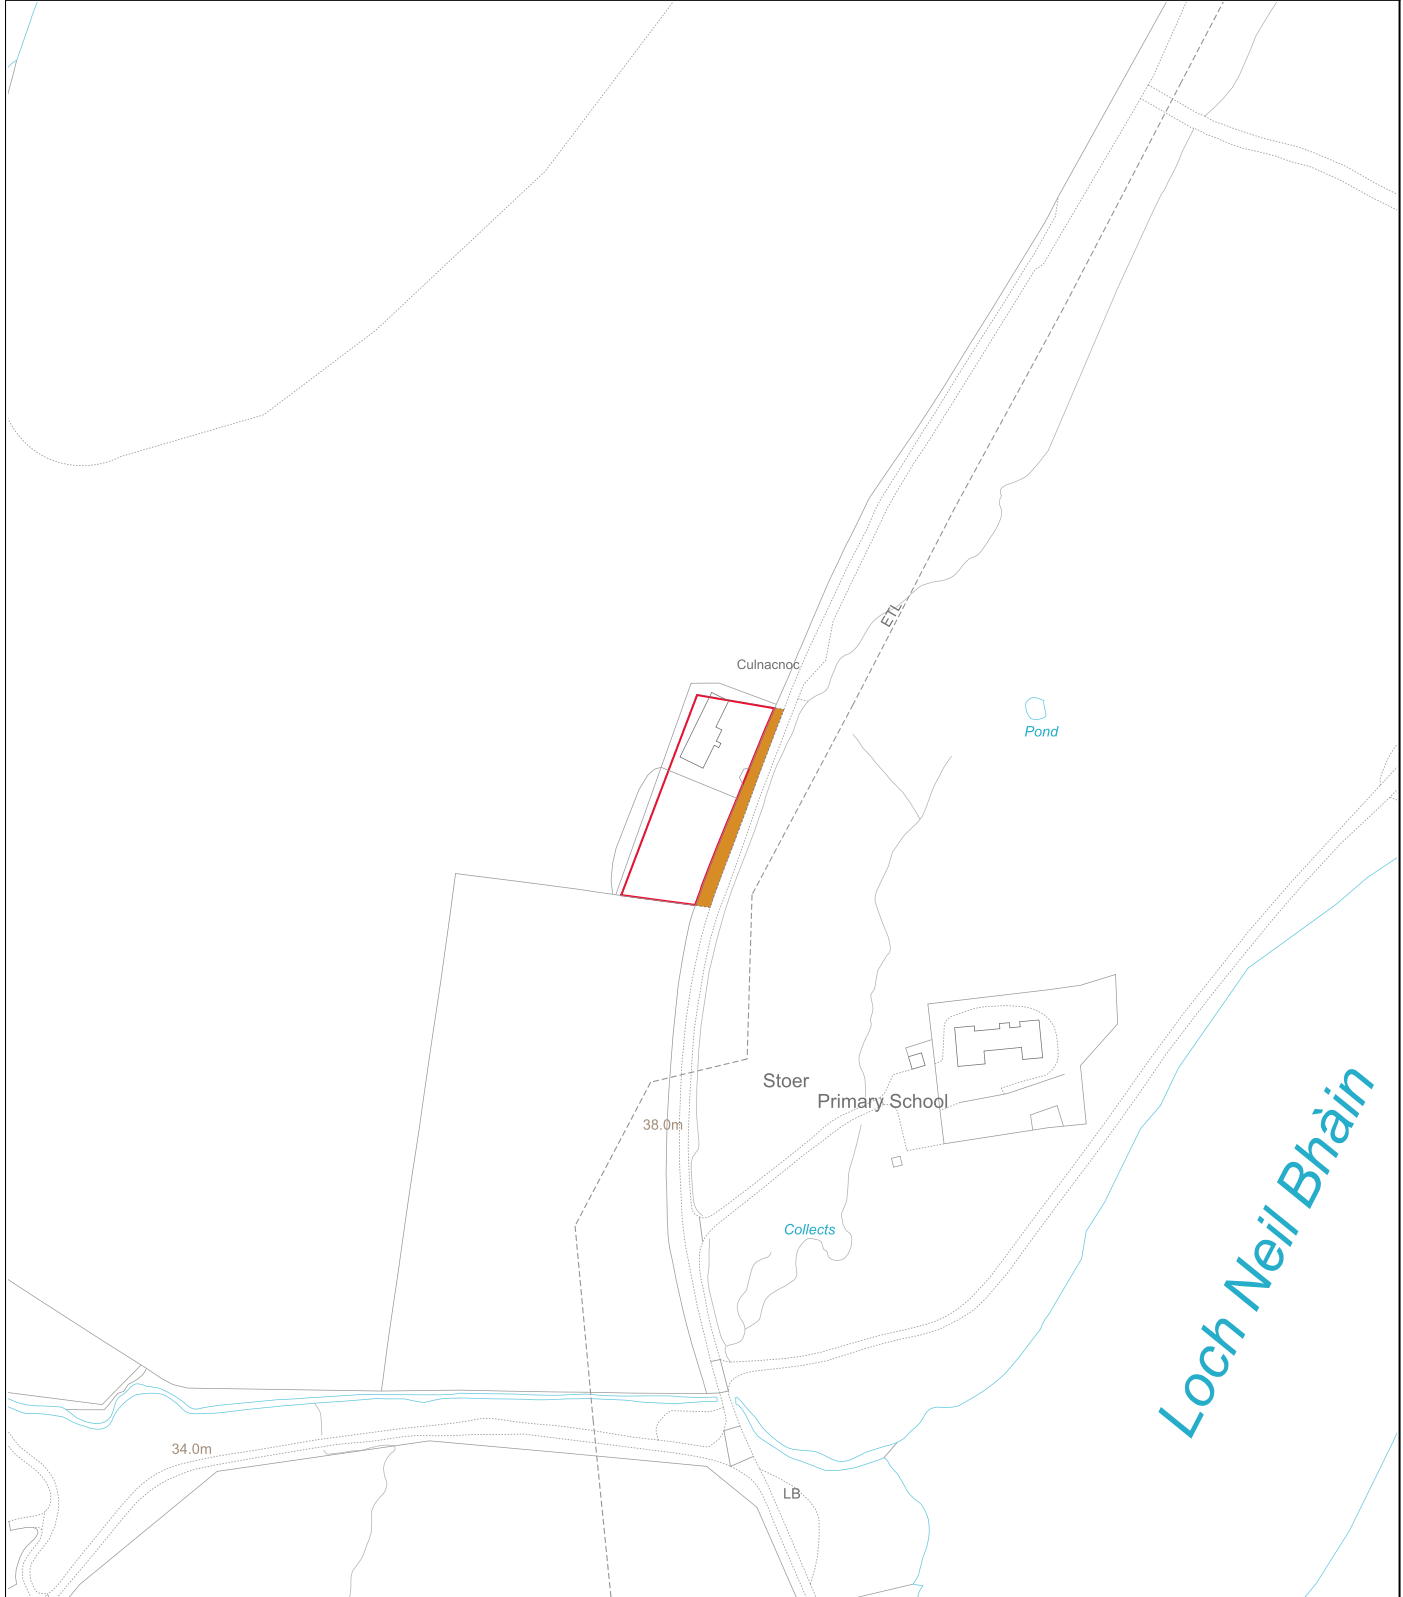 Culnacnoc
ETL
Pond
Stoer
Primary School
38.0m
Collects
Loch Neil Bhàin
34.0m
LB